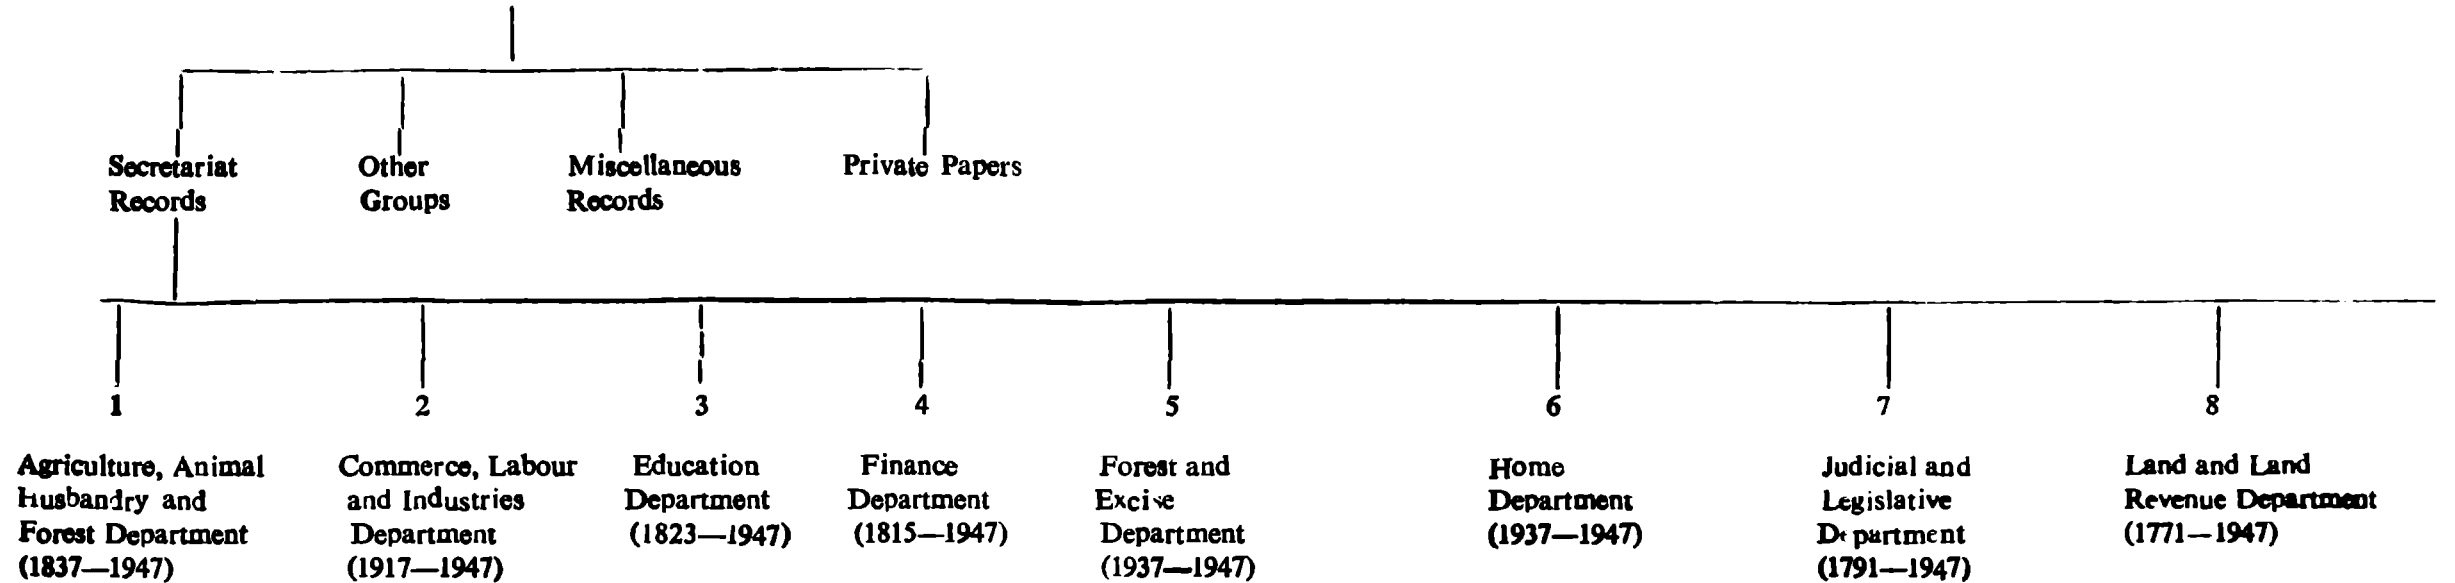 Secretariat
Records
Other
Groups
Miscellaneous
Records
Private Papers
1
Agriculture, Animal
Husbandry and
Forest Department
(1837—1947)
2
Commerce, Labour
and Industries
Department
(1917—1947)
3
Education
Department
(1823—1947)
4
Finance
Department
(1815—1947)
5
Forest and
Excise
Department
(1937—1947)
6
Home
Department
(1937—1947)
7
Judicial and
Legislative
Department
(1791—1947)
8
Land and Land
Revenue Department
(1771—1947)